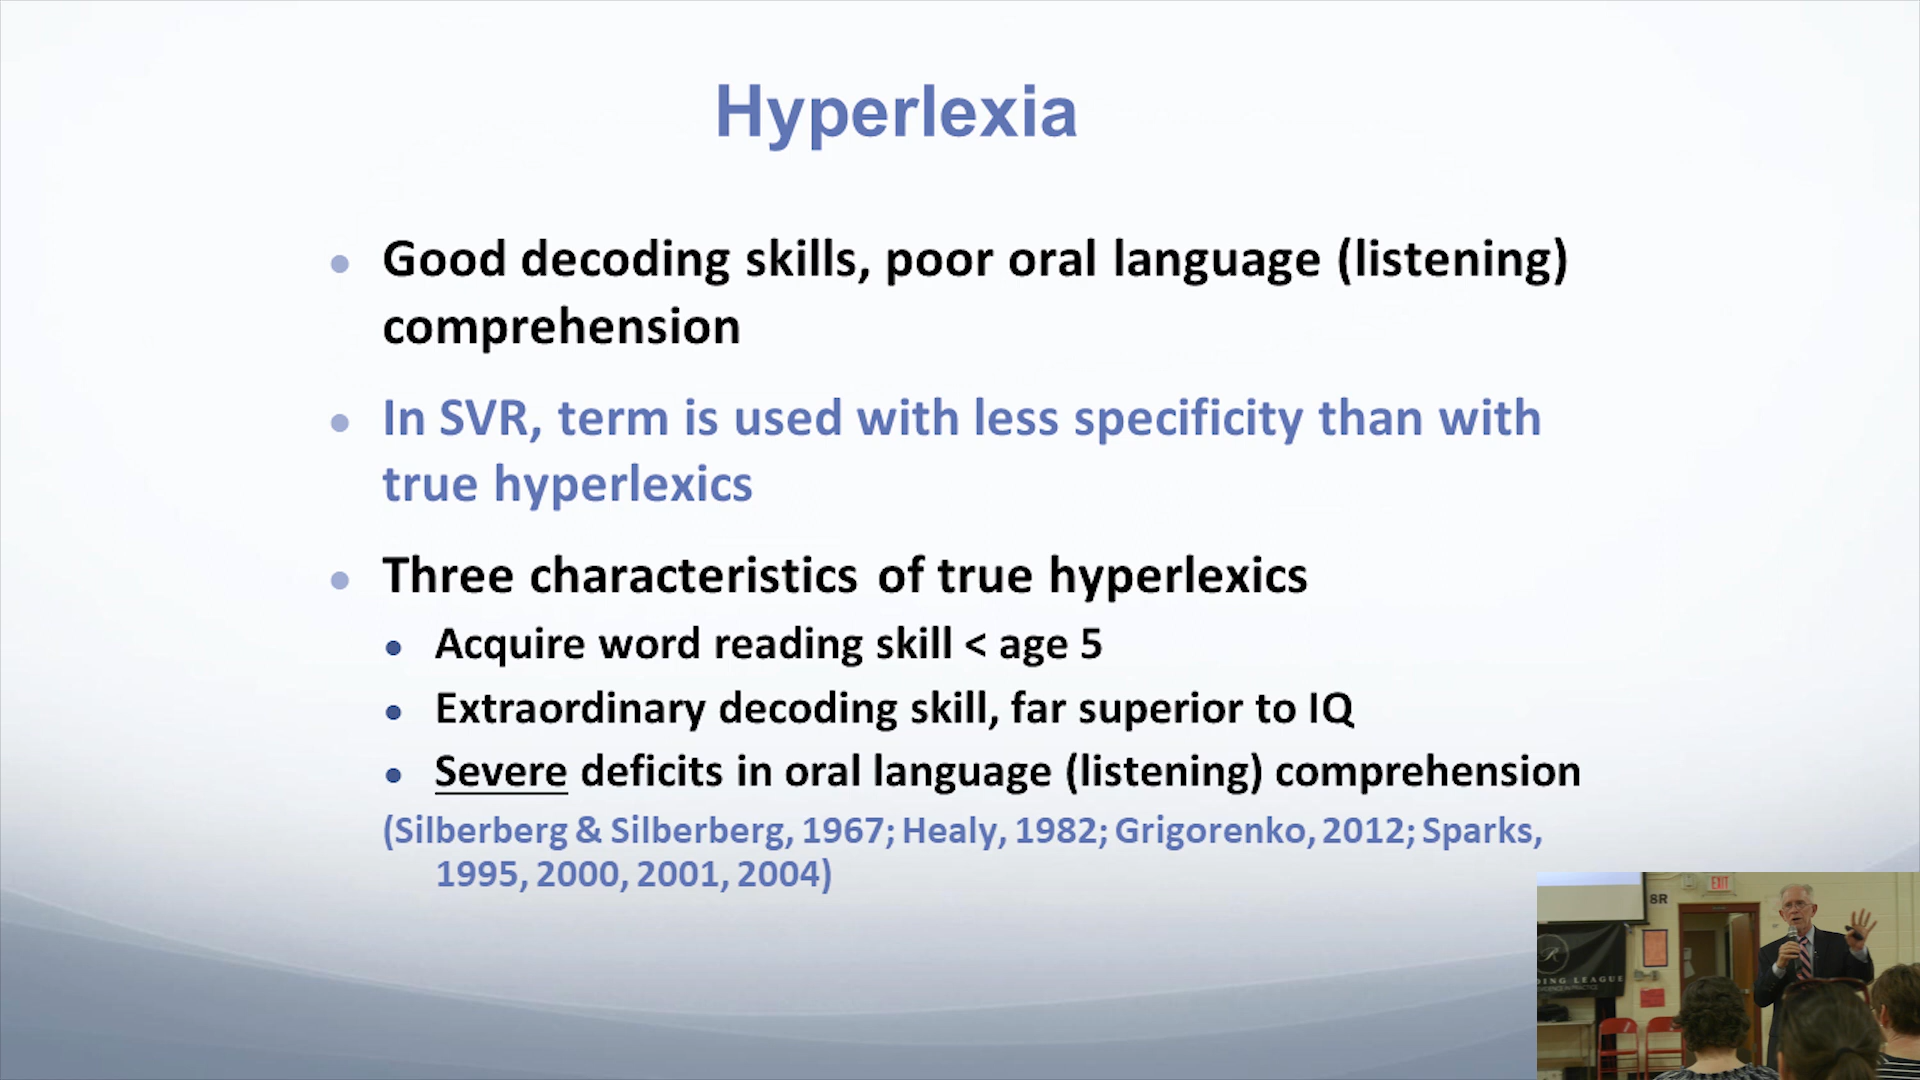 Hyperlexia
Good decoding skills, poor oral language (listening)
comprehension
In SVR, term is used with less specificity than with
true hyperlexics
Three characteristics of true hyperlexics
Acquire word reading skill < age 5
Extraordinary decoding skill, far superior to IQ
Severe deficits in oral language (listening) comprehension
(Silberberg & Silberberg, 1967; Healy, 1982; Grigorenko, 2012; Sparks,
1995, 2000, 2001, 2004)
EXIT
8R
R
DING LEAGUE